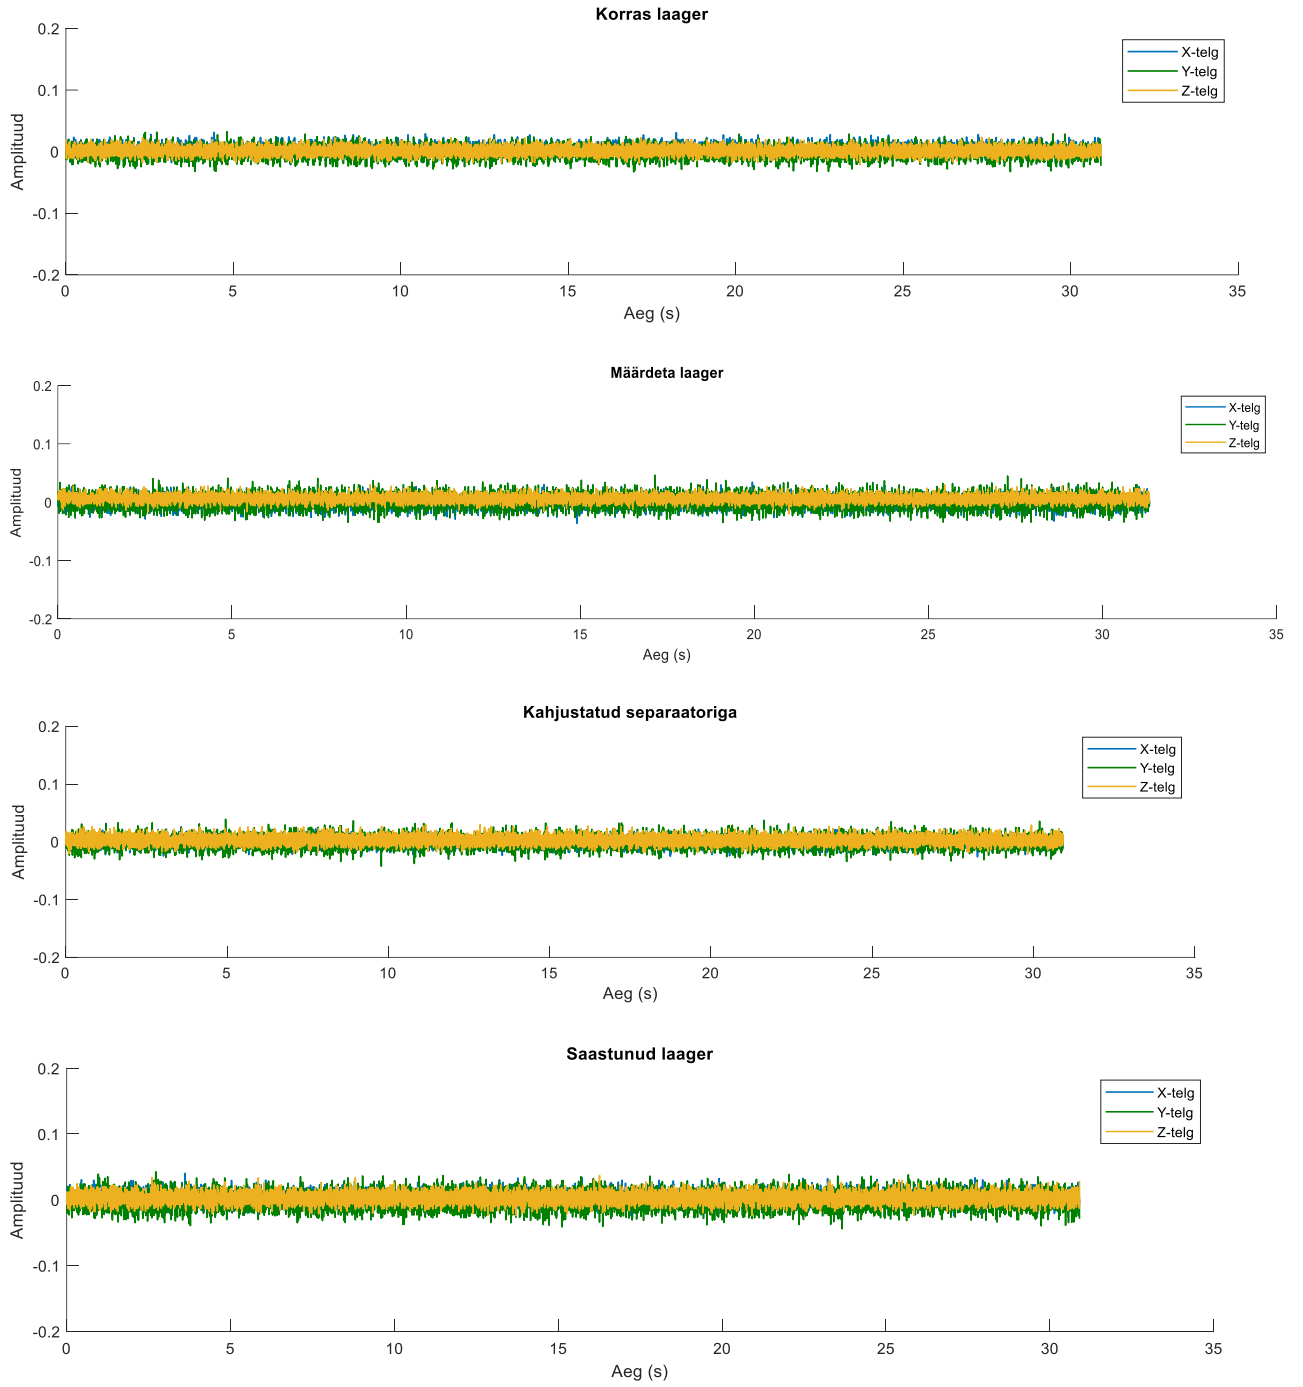 Korras laager
0.2
X-telg
Y-telg
0.1
Z-telg
Amplituud
0
-0.1
-0.2
0 5 10 15 20 25 30 35
Aeg (s)
Määrdeta laager
0.2
X-telg
Y-telg
0.1
Z-telg
Amplituud
0
-0.1
-0.2
0 5 10 15 20 25 30 35
Aeg (s)
Kahjustatud separaatoriga
0.2
X-telg
Y-telg
0.1
Z-telg
Amplituud
0
-0.1
-0.2
0 5 10 15 20 25 30 35
Aeg (s)
Saastunud laager
0.2
X-telg
Y-telg
0.1
Z-telg
Amplituud
0
-0.1
-0.2
0 5 10 15 20 25 30 35
Aeg (s)